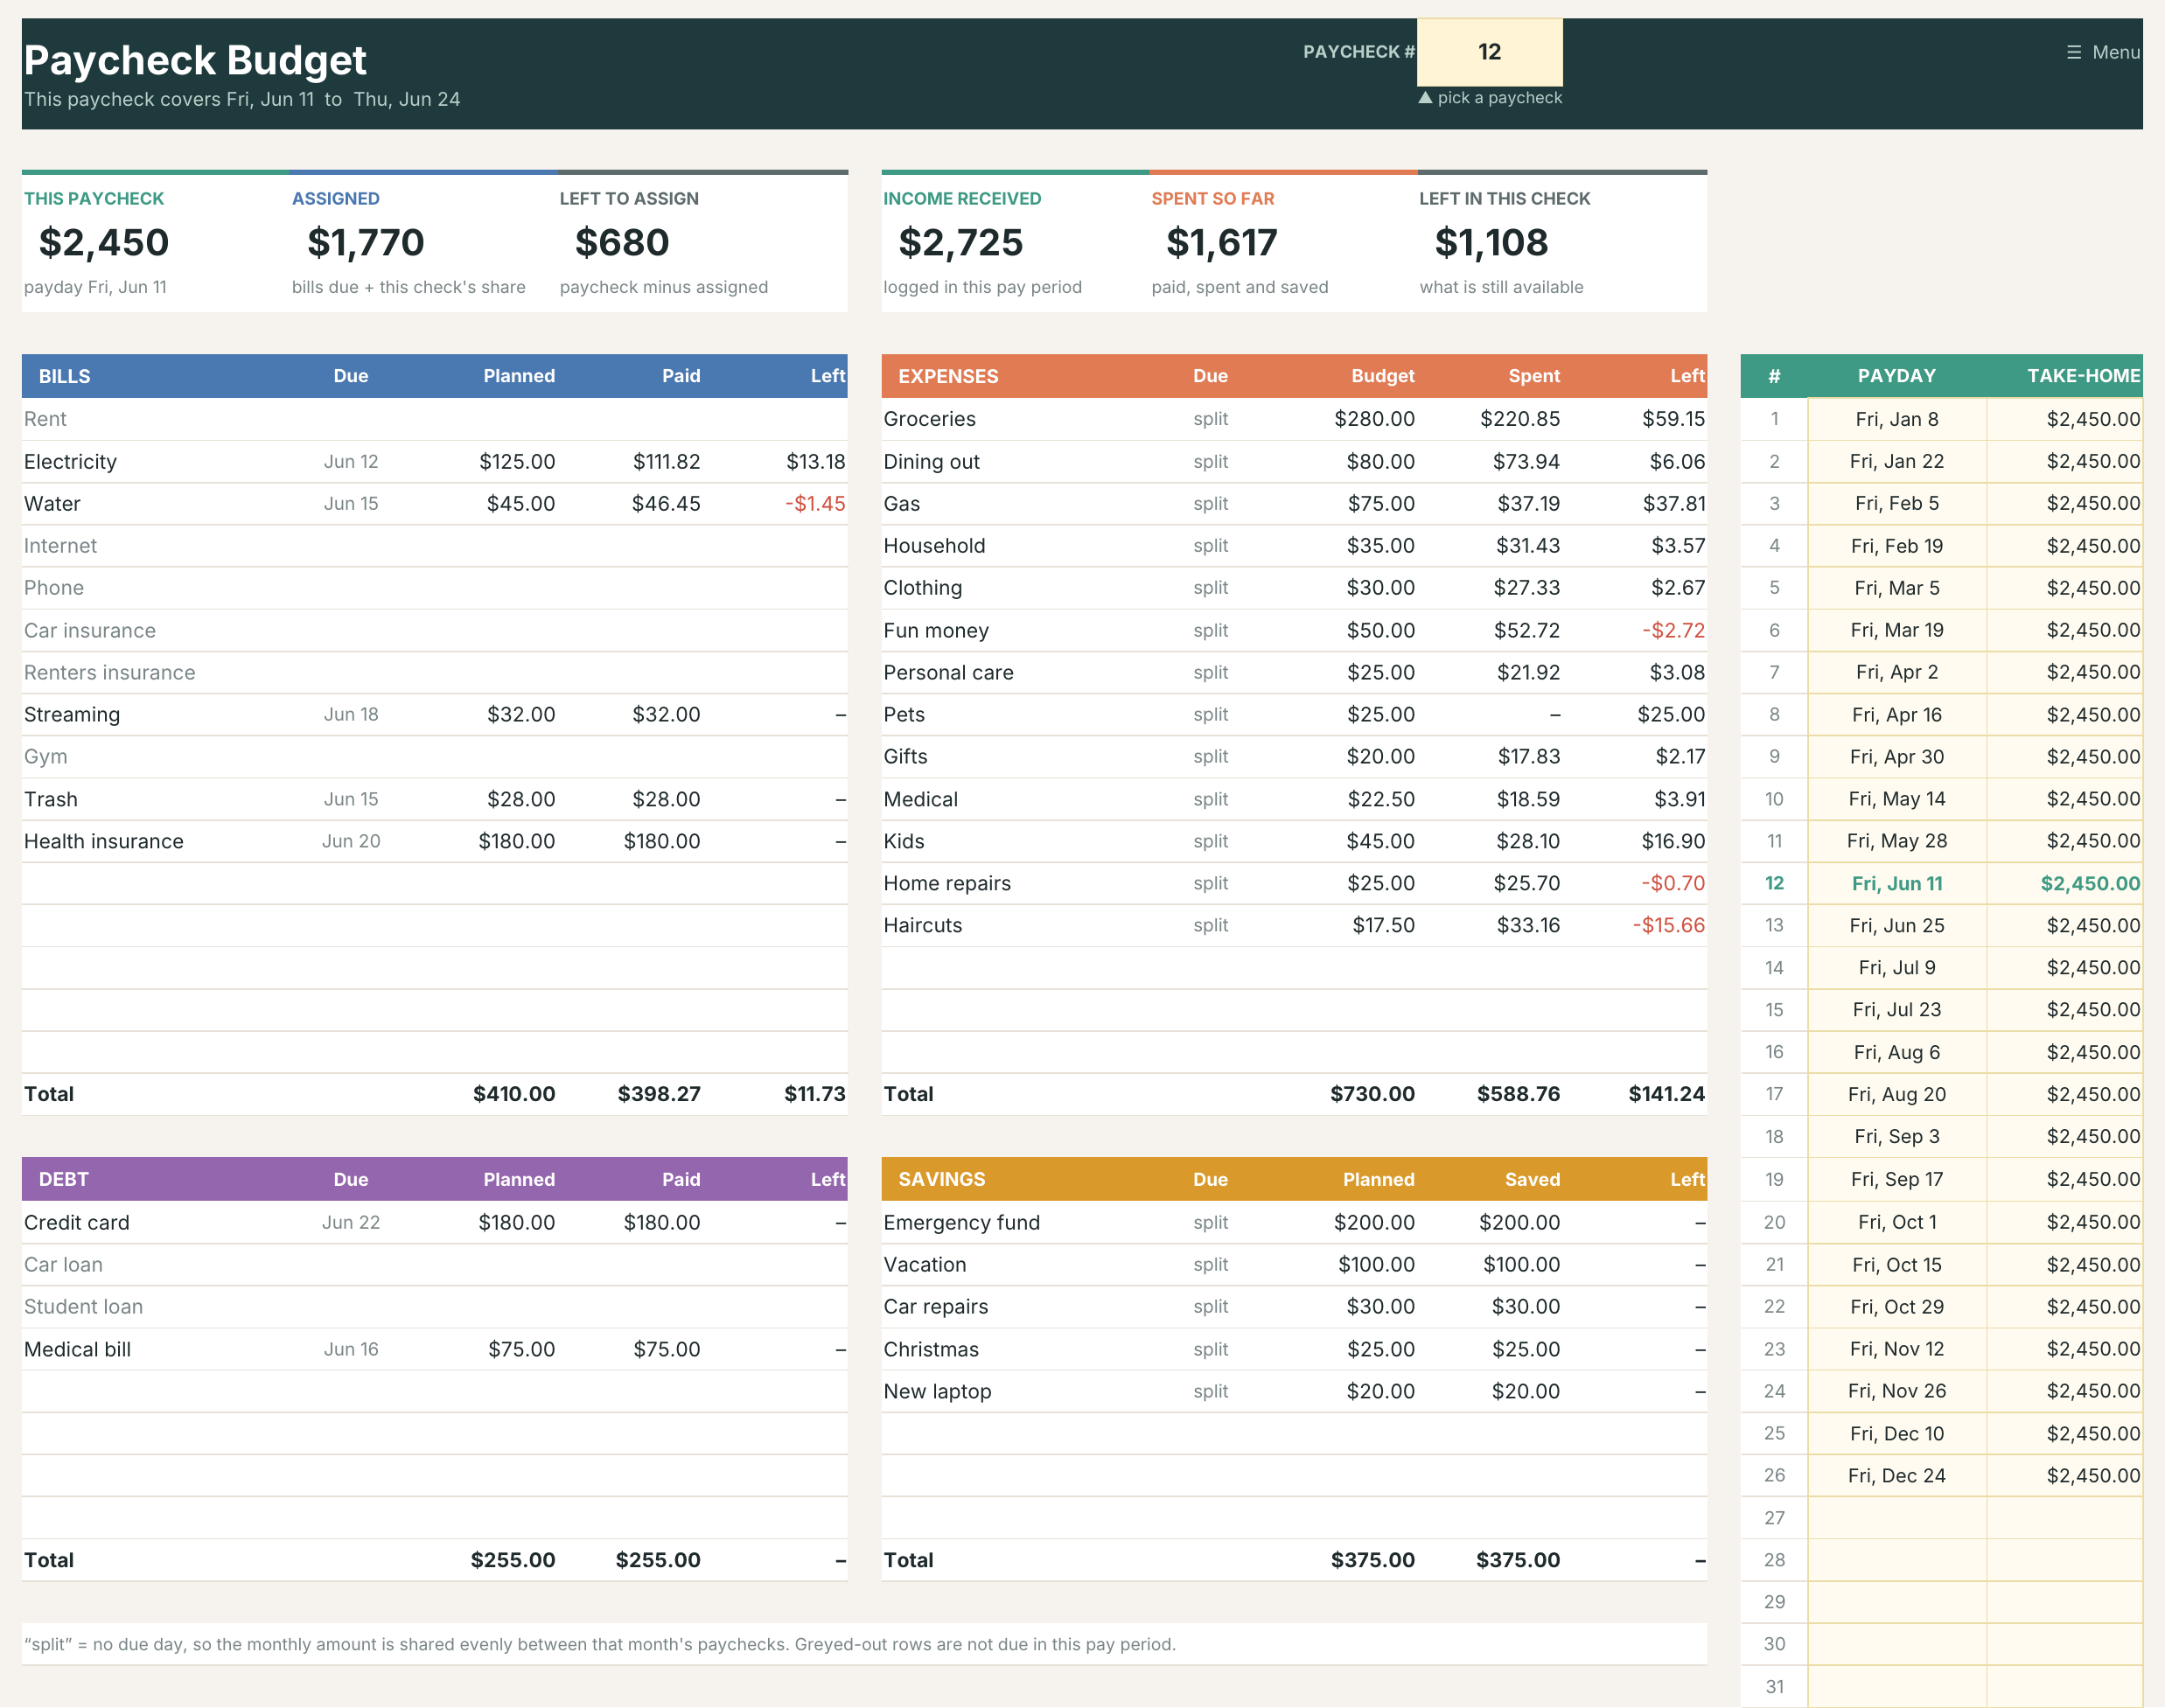 Paycheck Budget
PAYCHECK # 12
☰ Menu
This paycheck covers Fri, Jun 11 to Thu, Jun 24
▲ pick a paycheck
THIS PAYCHECK ASSIGNED LEFT TO ASSIGN
$2,450 $1,770 $680
payday Fri, Jun 11 bills due + this check's share paycheck minus assigned
INCOME RECEIVED SPENT SO FAR LEFT IN THIS CHECK
$2,725 $1,617 $1,108
logged in this pay period paid, spent and saved what is still available
BILLS Due Planned Paid Left
Rent
Electricity Jun 12 $125.00 $111.82 $13.18
Water Jun 15 $45.00 $46.45 -$1.45
Internet
Phone
Car insurance
Renters insurance
Streaming Jun 18 $32.00 $32.00 –
Gym
Trash Jun 15 $28.00 $28.00 –
Health insurance Jun 20 $180.00 $180.00 –
Total $410.00 $398.27 $11.73
EXPENSES Due Budget Spent Left
Groceries split $280.00 $220.85 $59.15
Dining out split $80.00 $73.94 $6.06
Gas split $75.00 $37.19 $37.81
Household split $35.00 $31.43 $3.57
Clothing split $30.00 $27.33 $2.67
Fun money split $50.00 $52.72 -$2.72
Personal care split $25.00 $21.92 $3.08
Pets split $25.00 – $25.00
Gifts split $20.00 $17.83 $2.17
Medical split $22.50 $18.59 $3.91
Kids split $45.00 $28.10 $16.90
Home repairs split $25.00 $25.70 -$0.70
Haircuts split $17.50 $33.16 -$15.66
Total $730.00 $588.76 $141.24
DEBT Due Planned Paid Left
Credit card Jun 22 $180.00 $180.00 –
Car loan
Student loan
Medical bill Jun 16 $75.00 $75.00 –
Total $255.00 $255.00 –
SAVINGS Due Planned Saved Left
Emergency fund split $200.00 $200.00 –
Vacation split $100.00 $100.00 –
Car repairs split $30.00 $30.00 –
Christmas split $25.00 $25.00 –
New laptop split $20.00 $20.00 –
Total $375.00 $375.00 –
“split” = no due day, so the monthly amount is shared evenly between that month's paychecks. Greyed-out rows are not due in this pay period.
# PAYDAY TAKE-HOME
1 Fri, Jan 8 $2,450.00
2 Fri, Jan 22 $2,450.00
3 Fri, Feb 5 $2,450.00
4 Fri, Feb 19 $2,450.00
5 Fri, Mar 5 $2,450.00
6 Fri, Mar 19 $2,450.00
7 Fri, Apr 2 $2,450.00
8 Fri, Apr 16 $2,450.00
9 Fri, Apr 30 $2,450.00
10 Fri, May 14 $2,450.00
11 Fri, May 28 $2,450.00
12 Fri, Jun 11 $2,450.00
13 Fri, Jun 25 $2,450.00
14 Fri, Jul 9 $2,450.00
15 Fri, Jul 23 $2,450.00
16 Fri, Aug 6 $2,450.00
17 Fri, Aug 20 $2,450.00
18 Fri, Sep 3 $2,450.00
19 Fri, Sep 17 $2,450.00
20 Fri, Oct 1 $2,450.00
21 Fri, Oct 15 $2,450.00
22 Fri, Oct 29 $2,450.00
23 Fri, Nov 12 $2,450.00
24 Fri, Nov 26 $2,450.00
25 Fri, Dec 10 $2,450.00
26 Fri, Dec 24 $2,450.00
27
28
29
30
31